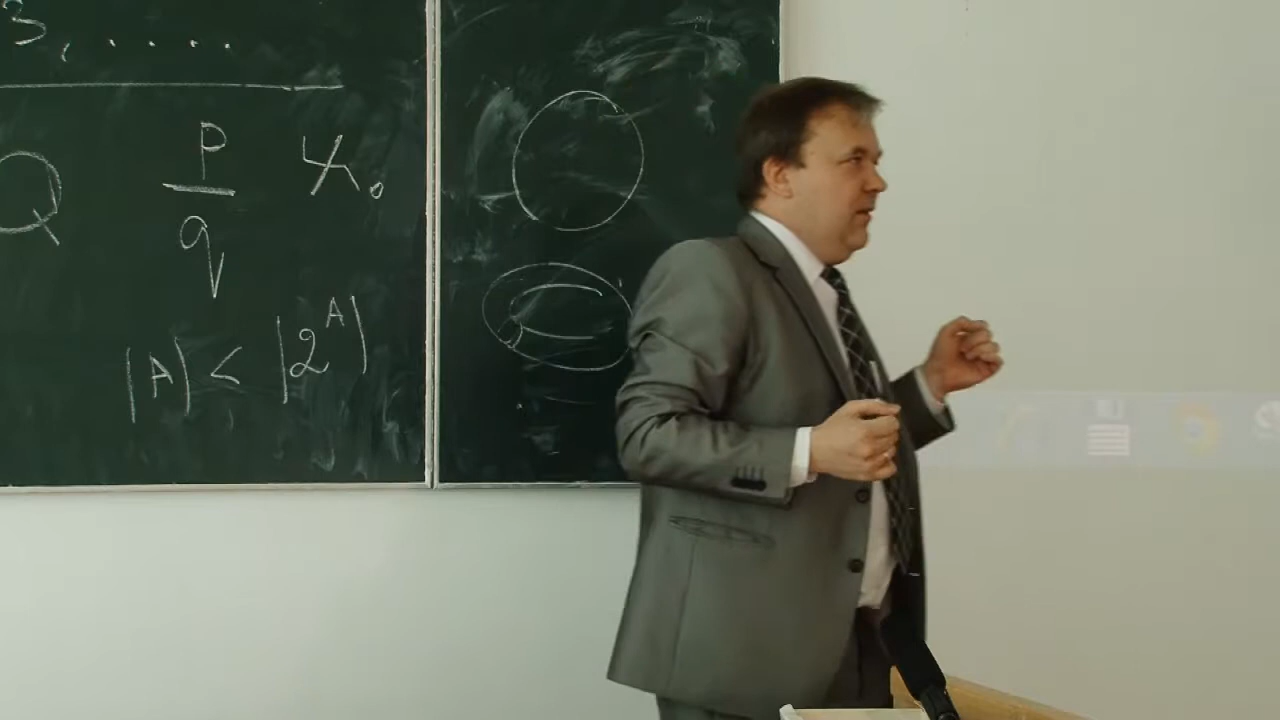 3, .....
Q p/q ℵ₀
|A| < |2^A|